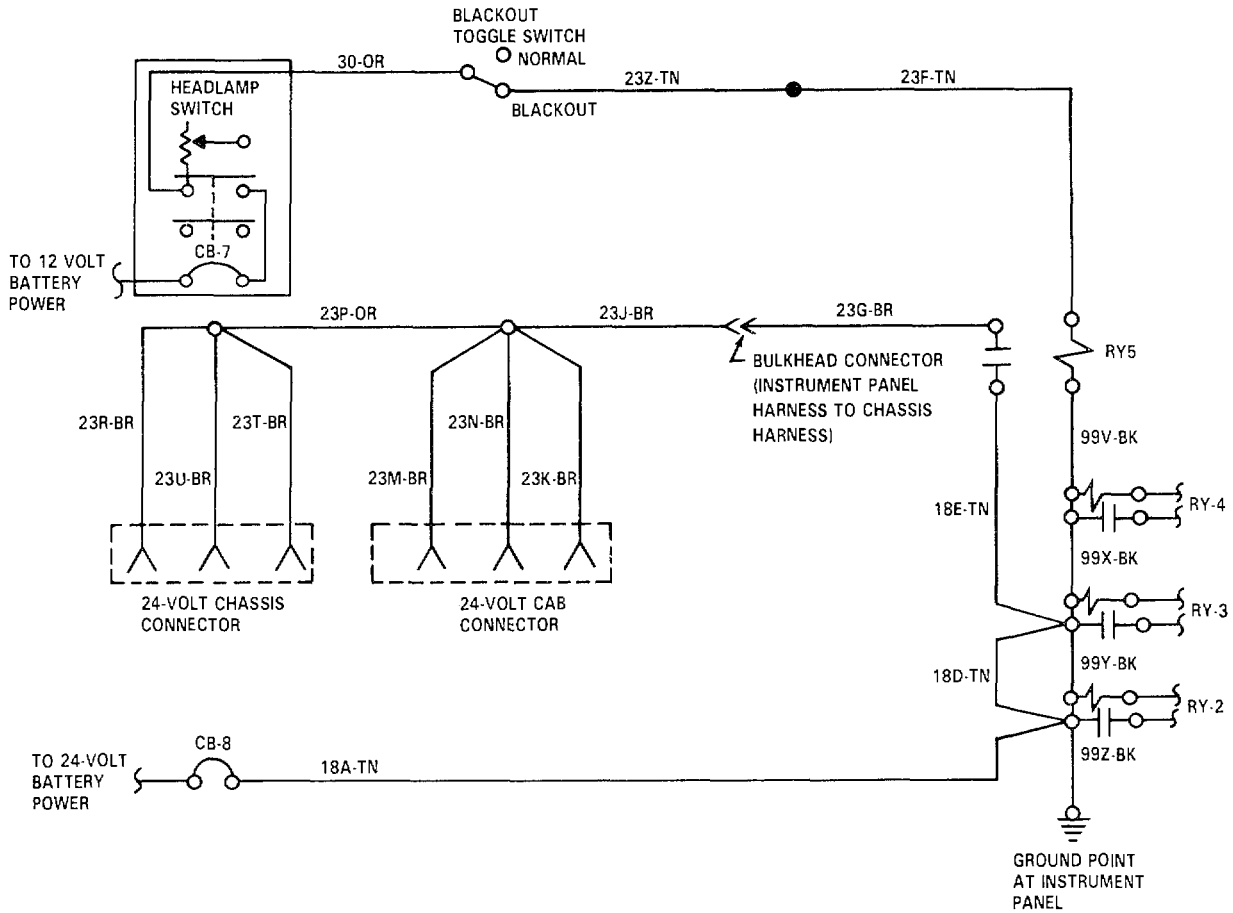 BLACKOUT
TOGGLE SWITCH
NORMAL
30-OR
23Z-TN
23F-TN
HEADLAMP
SWITCH
BLACKOUT
CB-7
TO 12 VOLT
BATTERY
POWER
23P-OR
23J-BR
23G-BR
RY5
BULKHEAD CONNECTOR
(INSTRUMENT PANEL
HARNESS TO CHASSIS
HARNESS)
23R-BR
23T-BR
23N-BR
99V-BK
23U-BR
23M-BR
23K-BR
18E-TN
RY-4
99X-BK
24-VOLT CHASSIS
CONNECTOR
24-VOLT CAB
CONNECTOR
RY-3
99Y-BK
18D-TN
RY-2
CB-8
99Z-BK
TO 24-VOLT
BATTERY
POWER
18A-TN
GROUND POINT
AT INSTRUMENT
PANEL